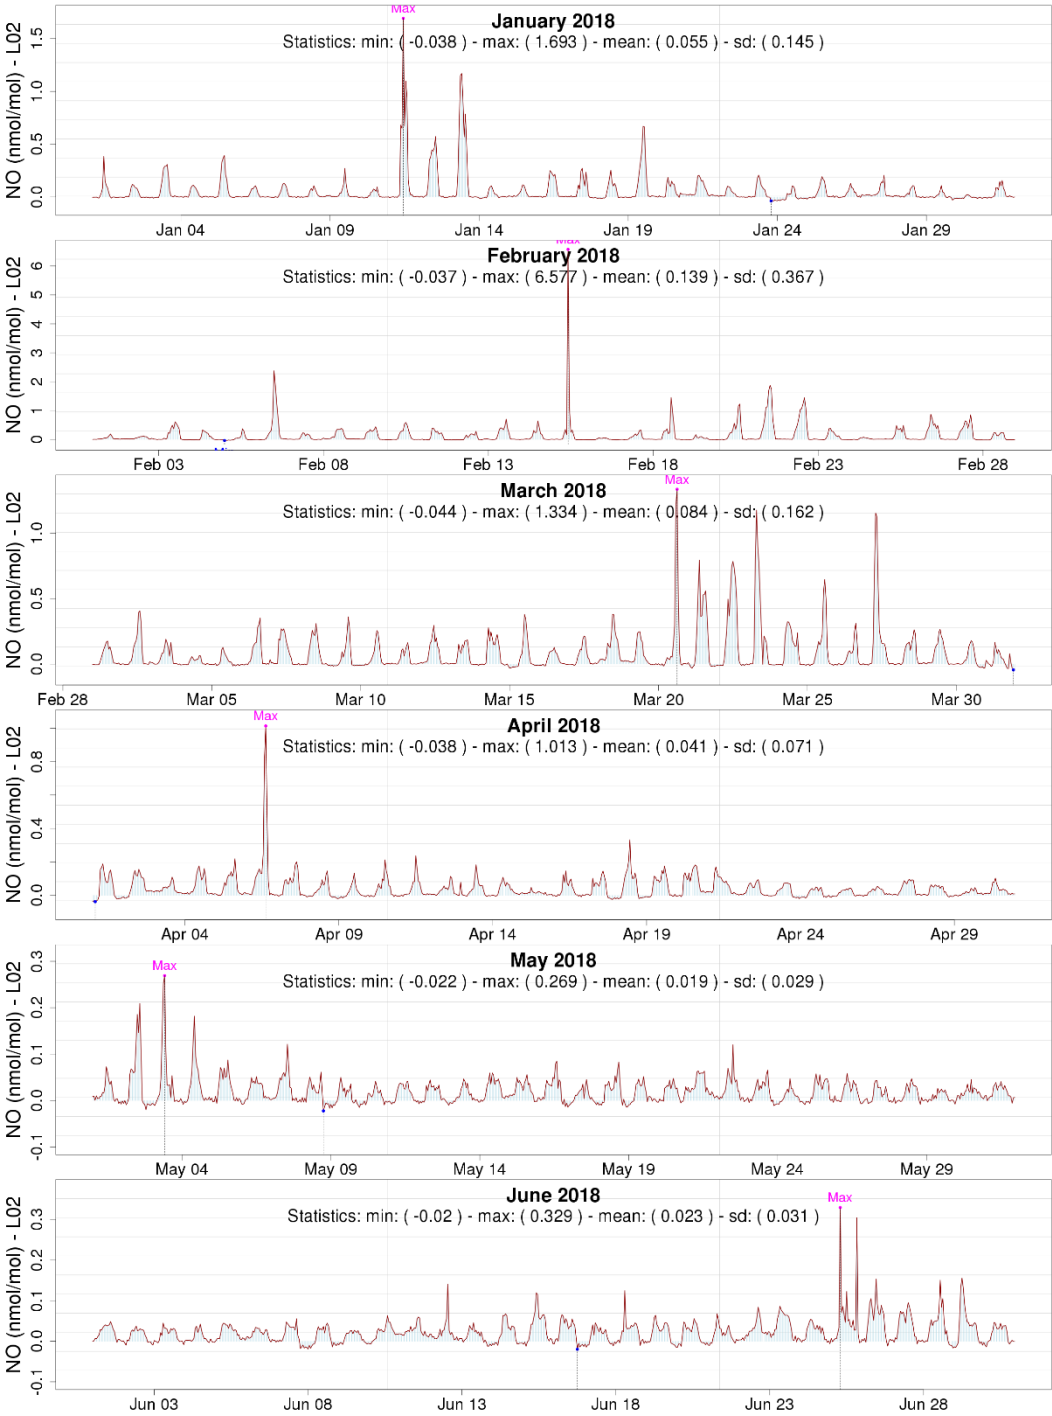 Max
January 2018
Statistics: min: ( -0.038 ) - max: ( 1.693 ) - mean: ( 0.055 ) - sd: ( 0.145 )
NO (nmol/mol) - L02
1.5
1.0
0.5
0.0
Jan 04 Jan 09 Jan 14 Jan 19 Jan 24 Jan 29
Max
February 2018
Statistics: min: ( -0.037 ) - max: ( 6.577 ) - mean: ( 0.139 ) - sd: ( 0.367 )
NO (nmol/mol) - L02
6
5
4
3
2
1
0
Feb 03 Feb 08 Feb 13 Feb 18 Feb 23 Feb 28
Max
March 2018
Statistics: min: ( -0.044 ) - max: ( 1.334 ) - mean: ( 0.084 ) - sd: ( 0.162 )
NO (nmol/mol) - L02
1.0
0.5
0.0
Feb 28 Mar 05 Mar 10 Mar 15 Mar 20 Mar 25 Mar 30
Max
April 2018
Statistics: min: ( -0.038 ) - max: ( 1.013 ) - mean: ( 0.041 ) - sd: ( 0.071 )
NO (nmol/mol) - L02
0.8
0.4
0.0
Apr 04 Apr 09 Apr 14 Apr 19 Apr 24 Apr 29
Max
May 2018
Statistics: min: ( -0.022 ) - max: ( 0.269 ) - mean: ( 0.019 ) - sd: ( 0.029 )
NO (nmol/mol) - L02
0.3
0.2
0.1
0.0
-0.1
May 04 May 09 May 14 May 19 May 24 May 29
Max
June 2018
Statistics: min: ( -0.02 ) - max: ( 0.329 ) - mean: ( 0.023 ) - sd: ( 0.031 )
NO (nmol/mol) - L02
0.3
0.2
0.1
0.0
-0.1
Jun 03 Jun 08 Jun 13 Jun 18 Jun 23 Jun 28